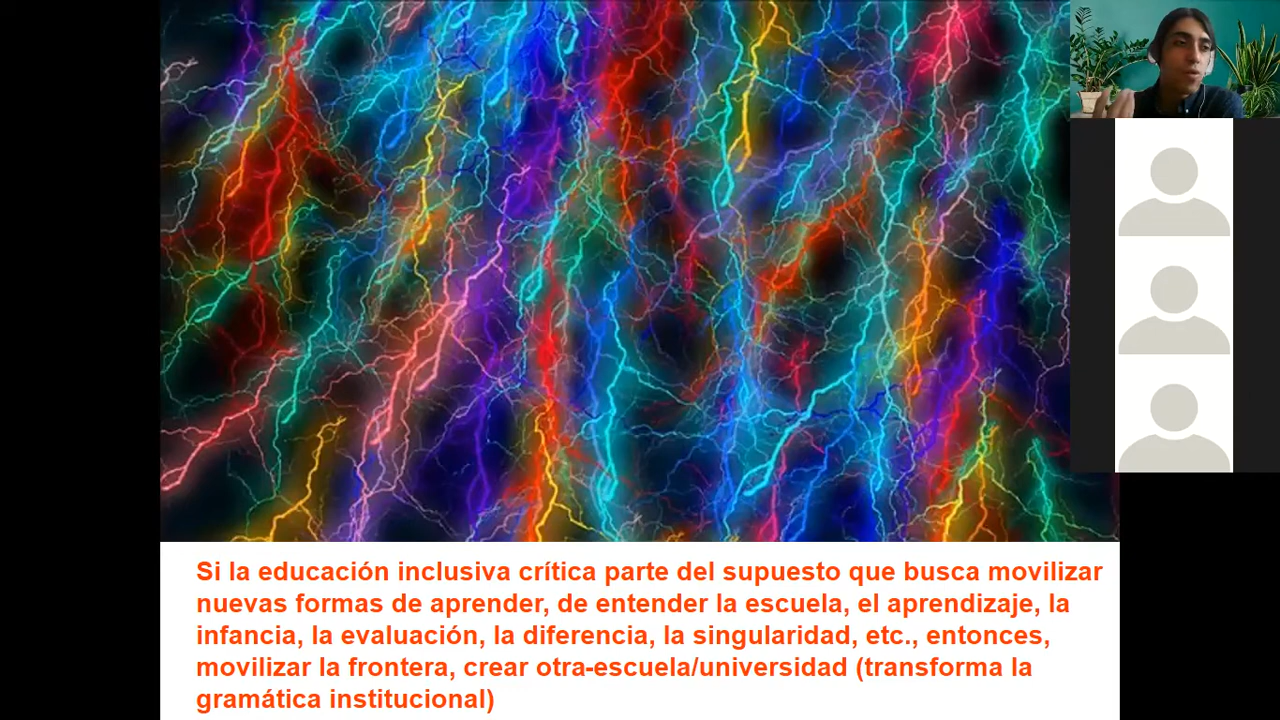 Si la educación inclusiva crítica parte del supuesto que busca movilizar
nuevas formas de aprender, de entender la escuela, el aprendizaje, la
infancia, la evaluación, la diferencia, la singularidad, etc., entonces,
movilizar la frontera, crear otra-escuela/universidad (transforma la
gramática institucional)